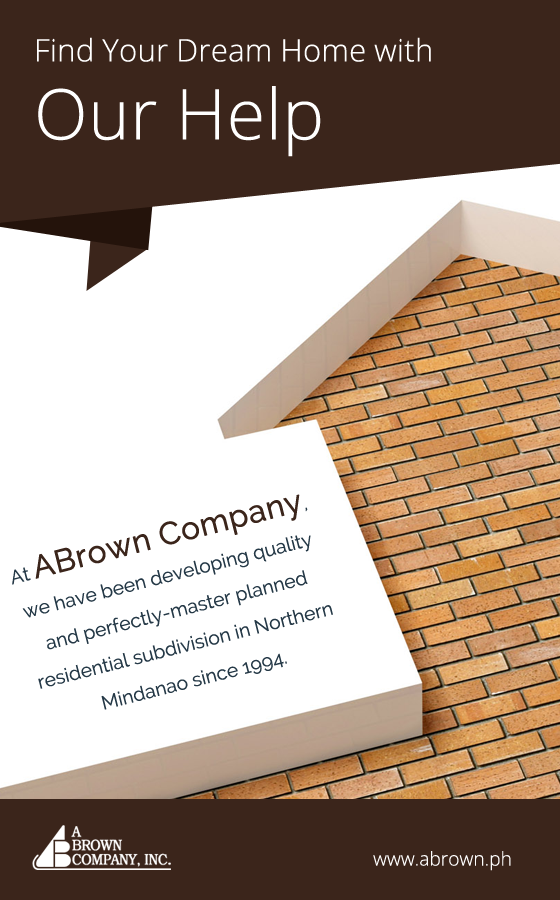 Find Your Dream Home with
Our Help
At ABrown Company,
we have been developing quality
and perfectly-master planned
residential subdivision in Northern
Mindanao since 1994.
A
BROWN
COMPANY, INC.
www.abrown.ph